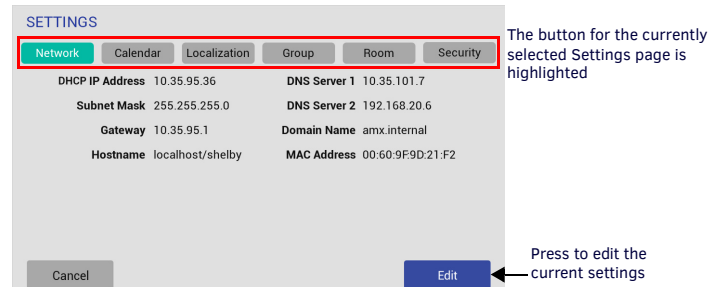 SETTINGS
Network Calendar Localization Group Room Security
The button for the currently
selected Settings page is
highlighted
DHCP IP Address 10.35.95.36 DNS Server 1 10.35.101.7
Subnet Mask 255.255.255.0 DNS Server 2 192.168.20.6
Gateway 10.35.95.1 Domain Name amx.internal
Hostname localhost/shelby MAC Address 00:60:9F:9D:21:F2
Cancel Edit
Press to edit the
current settings